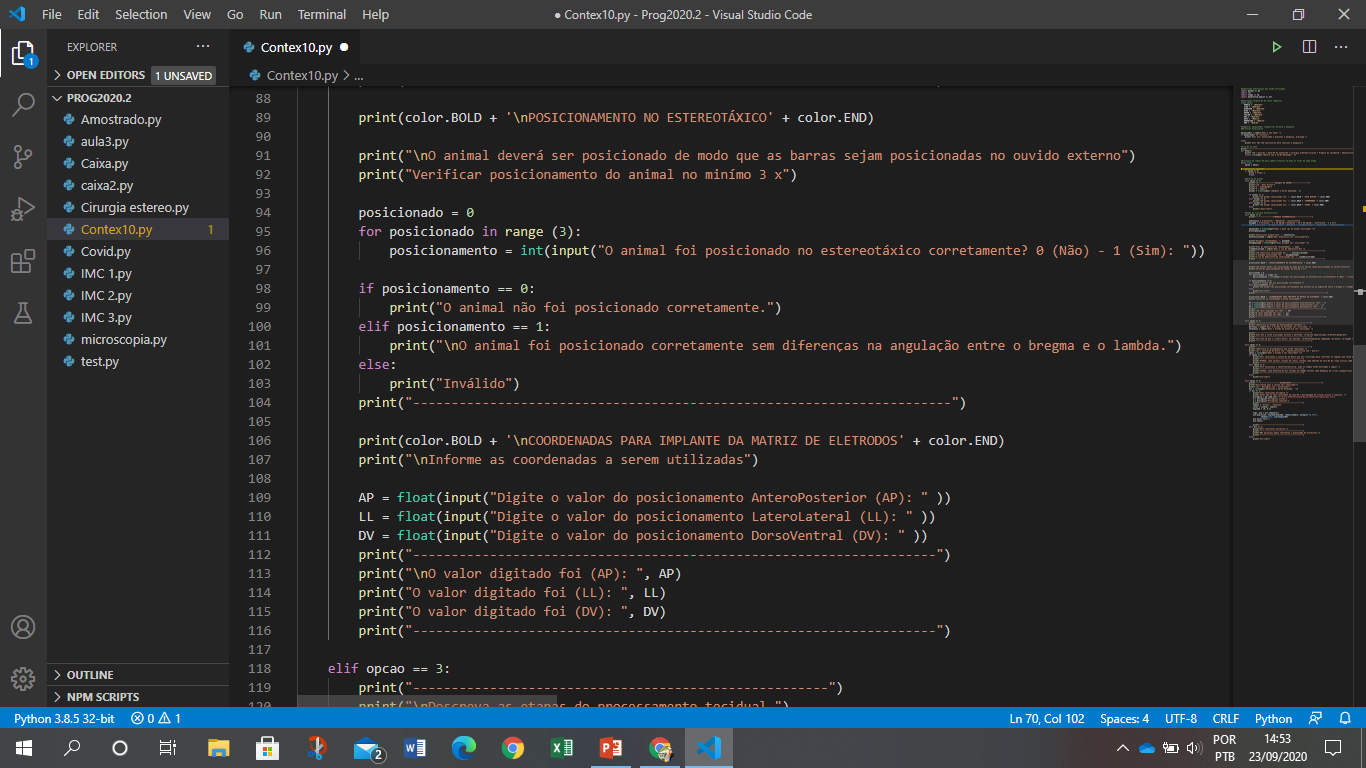 File Edit Selection View Go Run Terminal Help
● Contex10.py - Prog2020.2 - Visual Studio Code
EXPLORER
OPEN EDITORS 1 UNSAVED
PROG2020.2
Amostrado.py
aula3.py
Caixa.py
caixa2.py
Cirurgia estereo.py
Contex10.py 1
Covid.py
IMC 1.py
IMC 2.py
IMC 3.py
microscopia.py
test.py
OUTLINE
NPM SCRIPTS
1
Contex10.py ●
Contex10.py > ...
88
89 print(color.BOLD + '\nPOSICIONAMENTO NO ESTEREOTÁXICO' + color.END)
90
91 print("\nO animal deverá ser posicionado de modo que as barras sejam posicionadas no ouvido externo")
92 print("Verificar posicionamento do animal no minímo 3 x")
93
94 posicionado = 0
95 for posicionado in range (3):
96 posicionamento = int(input("O animal foi posicionado no estereotáxico corretamente? 0 (Não) - 1 (Sim): "))
97
98 if posicionamento == 0:
99 print("O animal não foi posicionado corretamente.")
100 elif posicionamento == 1:
101 print("\nO animal foi posicionado corretamente sem diferenças na angulação entre o bregma e o lambda.")
102 else:
103 print("Inválido")
104 print("----------------------------------------------------------------------")
105
106 print(color.BOLD + '\nCOORDENADAS PARA IMPLANTE DA MATRIZ DE ELETRODOS' + color.END)
107 print("\nInforme as coordenadas a serem utilizadas")
108
109 AP = float(input("Digite o valor do posicionamento AnteroPosterior (AP): " ))
110 LL = float(input("Digite o valor do posicionamento LateroLateral (LL): " ))
111 DV = float(input("Digite o valor do posicionamento DorsoVentral (DV): " ))
112 print("--------------------------------------------------------------------")
113 print("\nO valor digitado foi (AP): ", AP)
114 print("O valor digitado foi (LL): ", LL)
115 print("O valor digitado foi (DV): ", DV)
116 print("--------------------------------------------------------------------")
117
118 elif opcao == 3:
119 print("------------------------------------------------------")
120 print("\nDescreva as etapas do processamento tecidual.")
Python 3.8.5 32-bit 0 1
Ln 70, Col 102 Spaces: 4 UTF-8 CRLF Python
2
POR
PTB
14:53
23/09/2020